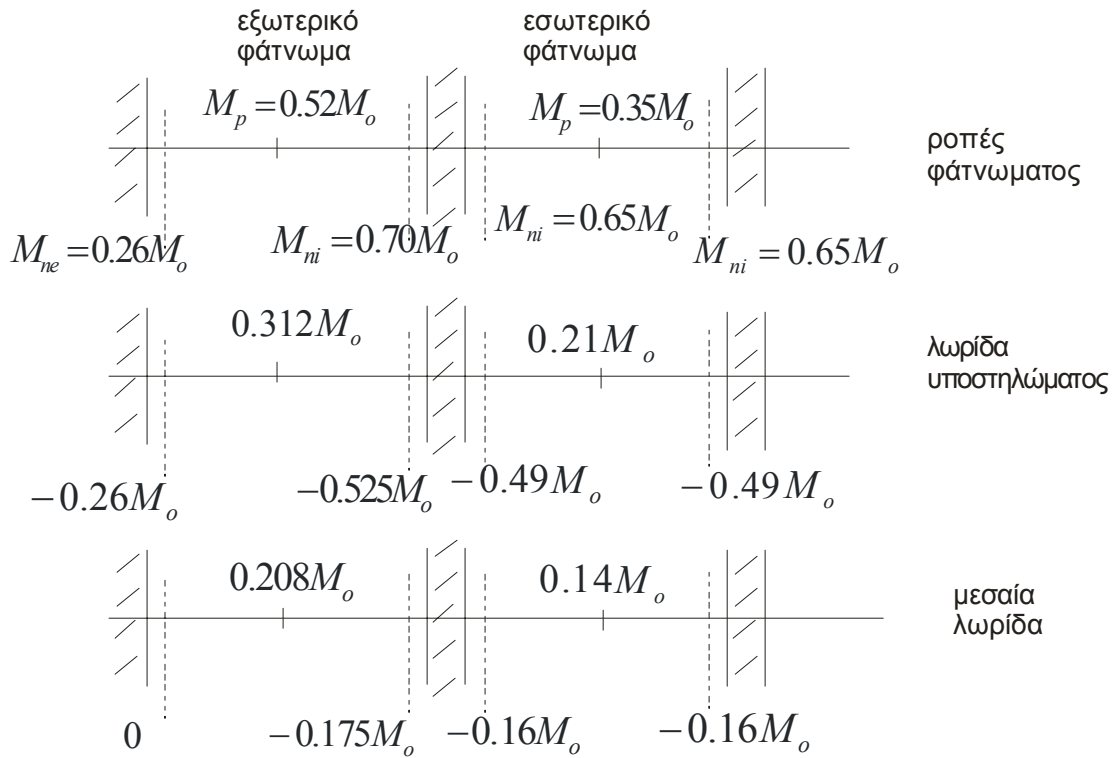 εξωτερικό
φάτνωμα
εσωτερικό
φάτνωμα
M_p = 0.52M_o
M_p = 0.35M_o
ροπές
φάτνωματος
M_ne = 0.26M_o
M_ni = 0.70M_o
M_ni = 0.65M_o
M_ni = 0.65M_o
0.312M_o
0.21M_o
λωρίδα
υποστηλώματος
−0.26M_o
−0.525M_o
−0.49M_o
−0.49M_o
0.208M_o
0.14M_o
μεσαία
λωρίδα
0
−0.175M_o
−0.16M_o
−0.16M_o